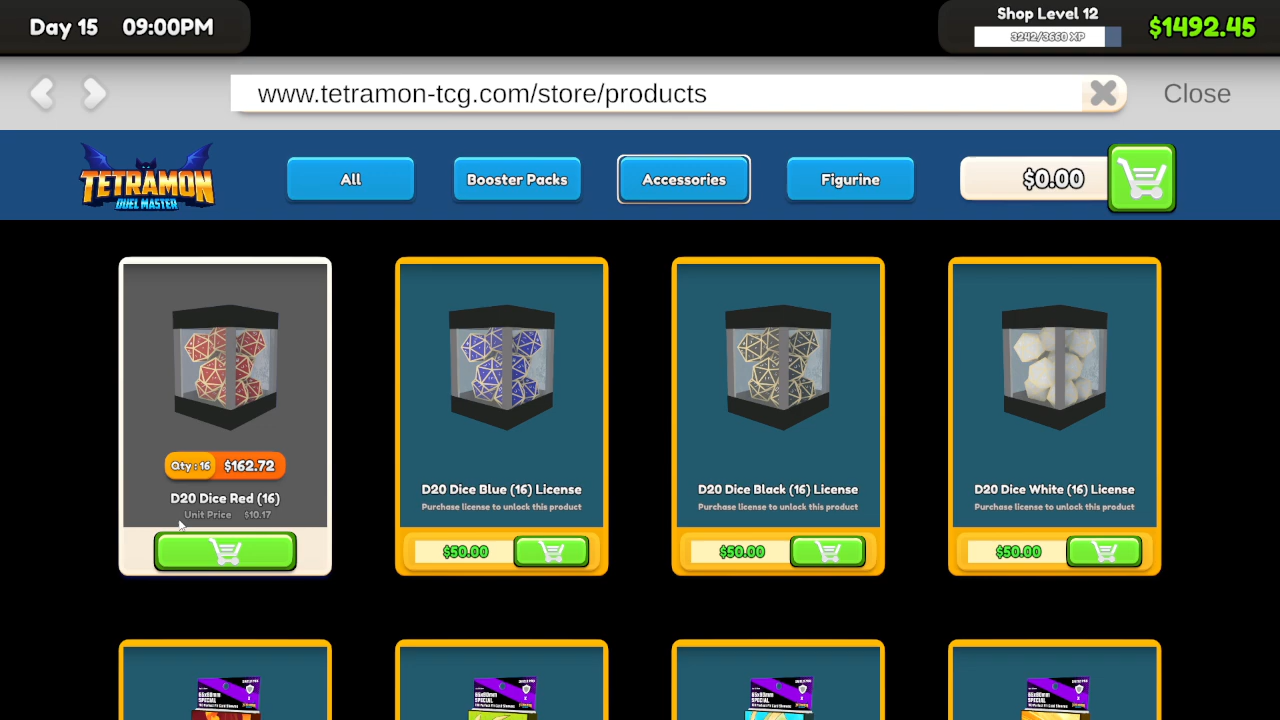 Day 15 09:00PM
Shop Level 12
3242/3660 XP
$1492.45
www.tetramon-tcg.com/store/products
Close
TETRAMON
DUEL MASTER
All
Booster Packs
Accessories
Figurine
$0.00
Qty : 16 $162.72
D20 Dice Red (16)
Unit Price $10.17
D20 Dice Blue (16) License
Purchase license to unlock this product
$50.00
D20 Dice Black (16) License
Purchase license to unlock this product
$50.00
D20 Dice White (16) License
Purchase license to unlock this product
$50.00
SPECIAL
SPECIAL
SPECIAL
SPECIAL